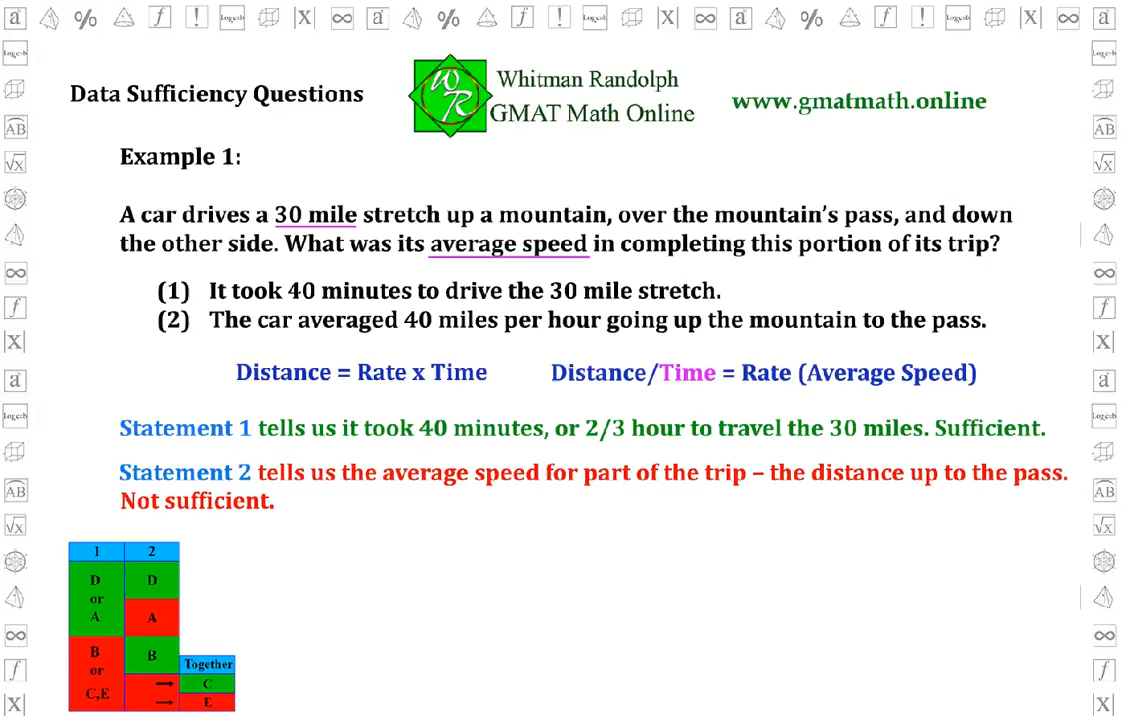 Data Sufficiency Questions
WR
Whitman Randolph
GMAT Math Online
www.gmatmath.online
Example 1:
A car drives a 30 mile stretch up a mountain, over the mountain's pass, and down
the other side. What was its average speed in completing this portion of its trip?
(1) It took 40 minutes to drive the 30 mile stretch.
(2) The car averaged 40 miles per hour going up the mountain to the pass.
Distance = Rate x Time
Distance/Time = Rate (Average Speed)
Statement 1 tells us it took 40 minutes, or 2/3 hour to travel the 30 miles. Sufficient.
Statement 2 tells us the average speed for part of the trip – the distance up to the pass.
Not sufficient.
1 2
D
or
A
D
A
B
or
C,E
B
Together
→ C
→ E